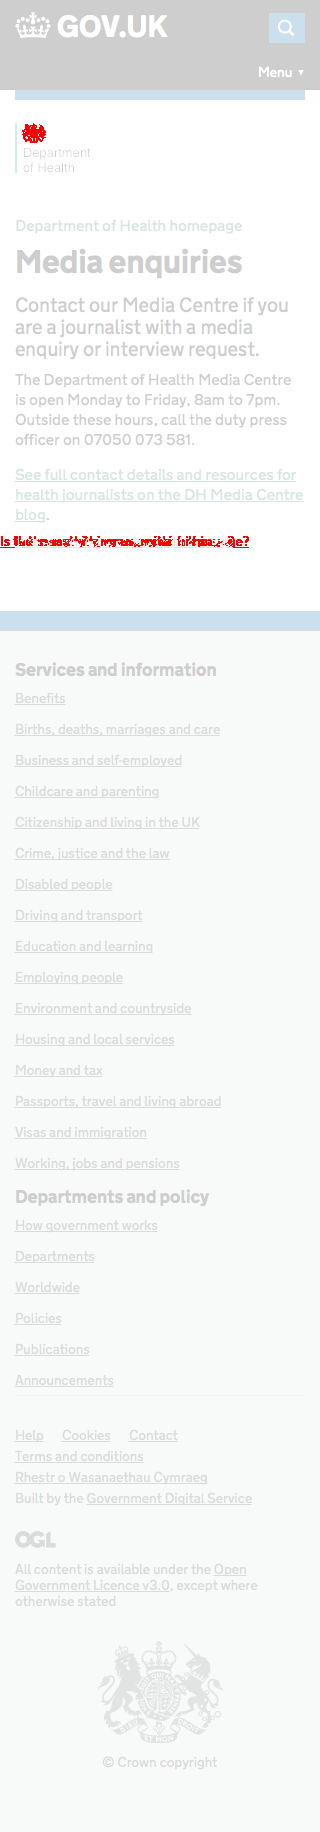 GOV.UK
Menu ▼
Department
of Health
Department of Health homepage
Media enquiries
Contact our Media Centre if you
are a journalist with a media
enquiry or interview request.
The Department of Health Media Centre
is open Monday to Friday, 8am to 7pm.
Outside these hours, call the duty press
officer on 07050 073 581.
See full contact details and resources for
health journalists on the DH Media Centre
blog.
Is
Services and information
Benefits
Births, deaths, marriages and care
Business and self-employed
Childcare and parenting
Citizenship and living in the UK
Crime, justice and the law
Disabled people
Driving and transport
Education and learning
Employing people
Environment and countryside
Housing and local services
Money and tax
Passports, travel and living abroad
Visas and immigration
Working, jobs and pensions
Departments and policy
How government works
Departments
Worldwide
Policies
Publications
Announcements
Help Cookies Contact
Terms and conditions
Rhestr o Wasanaethau Cymraeg
Built by the Government Digital Service
OGL
All content is available under the Open
Government Licence v3.0, except where
otherwise stated
© Crown copyright